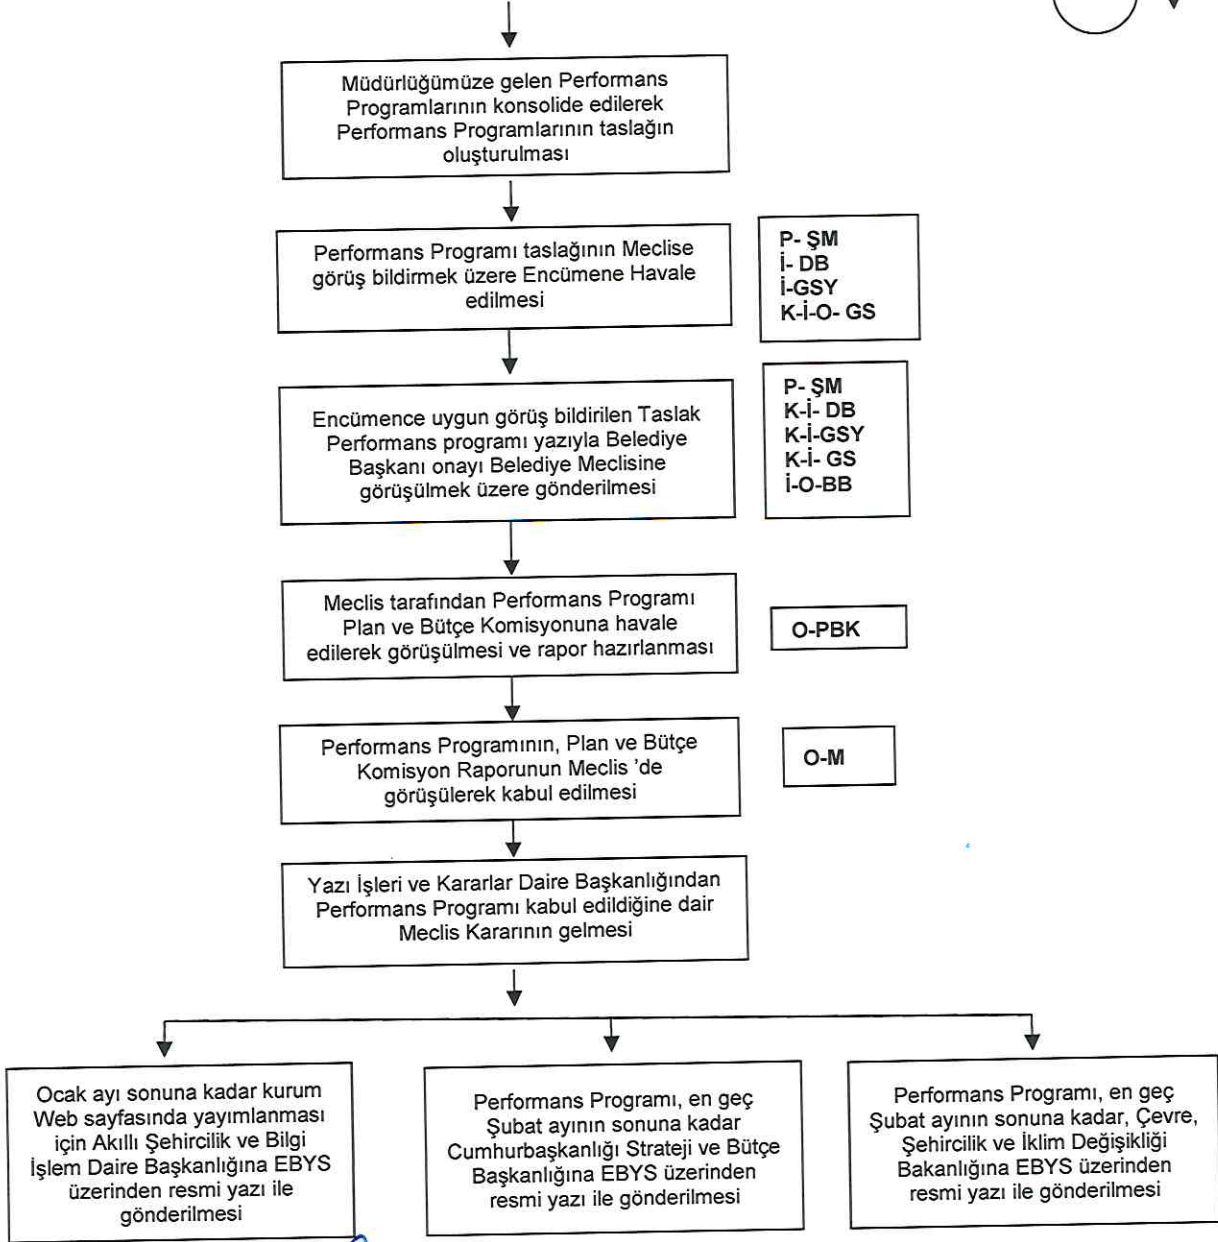 Müdürlüğümüze gelen Performans
Programlarının konsolide edilerek
Performans Programlarının taslağın
oluşturulması
Performans Programı taslağının Meclise
görüş bildirmek üzere Encümene Havale
edilmesi
P- ŞM
İ- DB
İ-GSY
K-İ-O- GS
Encümence uygun görüş bildirilen Taslak
Performans programı yazıyla Belediye
Başkanı onayı Belediye Meclisine
görüşülmek üzere gönderilmesi
P- ŞM
K-İ- DB
K-İ-GSY
K-İ- GS
İ-O-BB
Meclis tarafından Performans Programı
Plan ve Bütçe Komisyonuna havale
edilerek görüşülmesi ve rapor hazırlanması
O-PBK
Performans Programının, Plan ve Bütçe
Komisyon Raporunun Meclis ’de
görüşülerek kabul edilmesi
O-M
Yazı İşleri ve Kararlar Daire Başkanlığından
Performans Programı kabul edildiğine dair
Meclis Kararının gelmesi
Ocak ayı sonuna kadar kurum
Web sayfasında yayımlanması
için Akıllı Şehircilik ve Bilgi
İşlem Daire Başkanlığına EBYS
üzerinden resmi yazı ile
gönderilmesi
Performans Programı, en geç
Şubat ayının sonuna kadar
Cumhurbaşkanlığı Strateji ve Bütçe
Başkanlığına EBYS üzerinden
resmi yazı ile gönderilmesi
Performans Programı, en geç
Şubat ayının sonuna kadar, Çevre,
Şehircilik ve İklim Değişikliği
Bakanlığına EBYS üzerinden
resmi yazı ile gönderilmesi